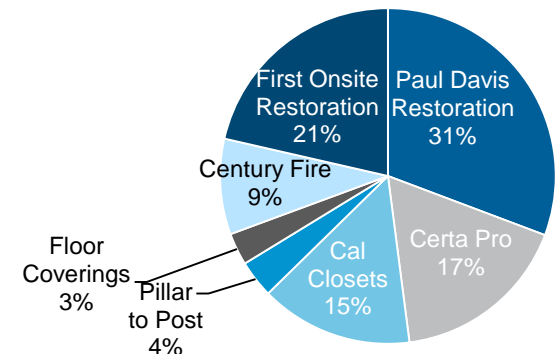 First Onsite
Restoration
21%
Paul Davis
Restoration
31%
Century Fire
9%
Certa Pro
17%
Cal
Closets
15%
Floor
Coverings
3%
Pillar
to Post
4%